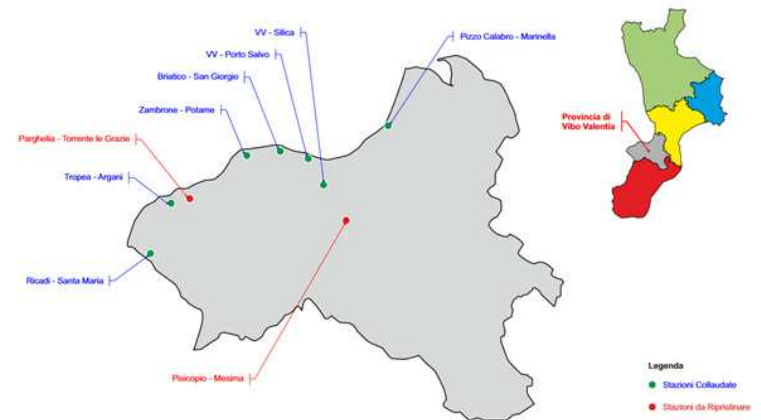 VV - Silica
Pizzo Calabro - Marinella
VV - Porto Salvo
Briatico - San Giorgio
Zambrone - Potame
Provincia di
Vibo Valentia
Parghelia - Torrente le Grazie
Tropea - Argani
Ricadi - Santa Maria
Pisicopio - Mesima
Legenda
Stazioni Collaudate
Stazioni da Ripristinare